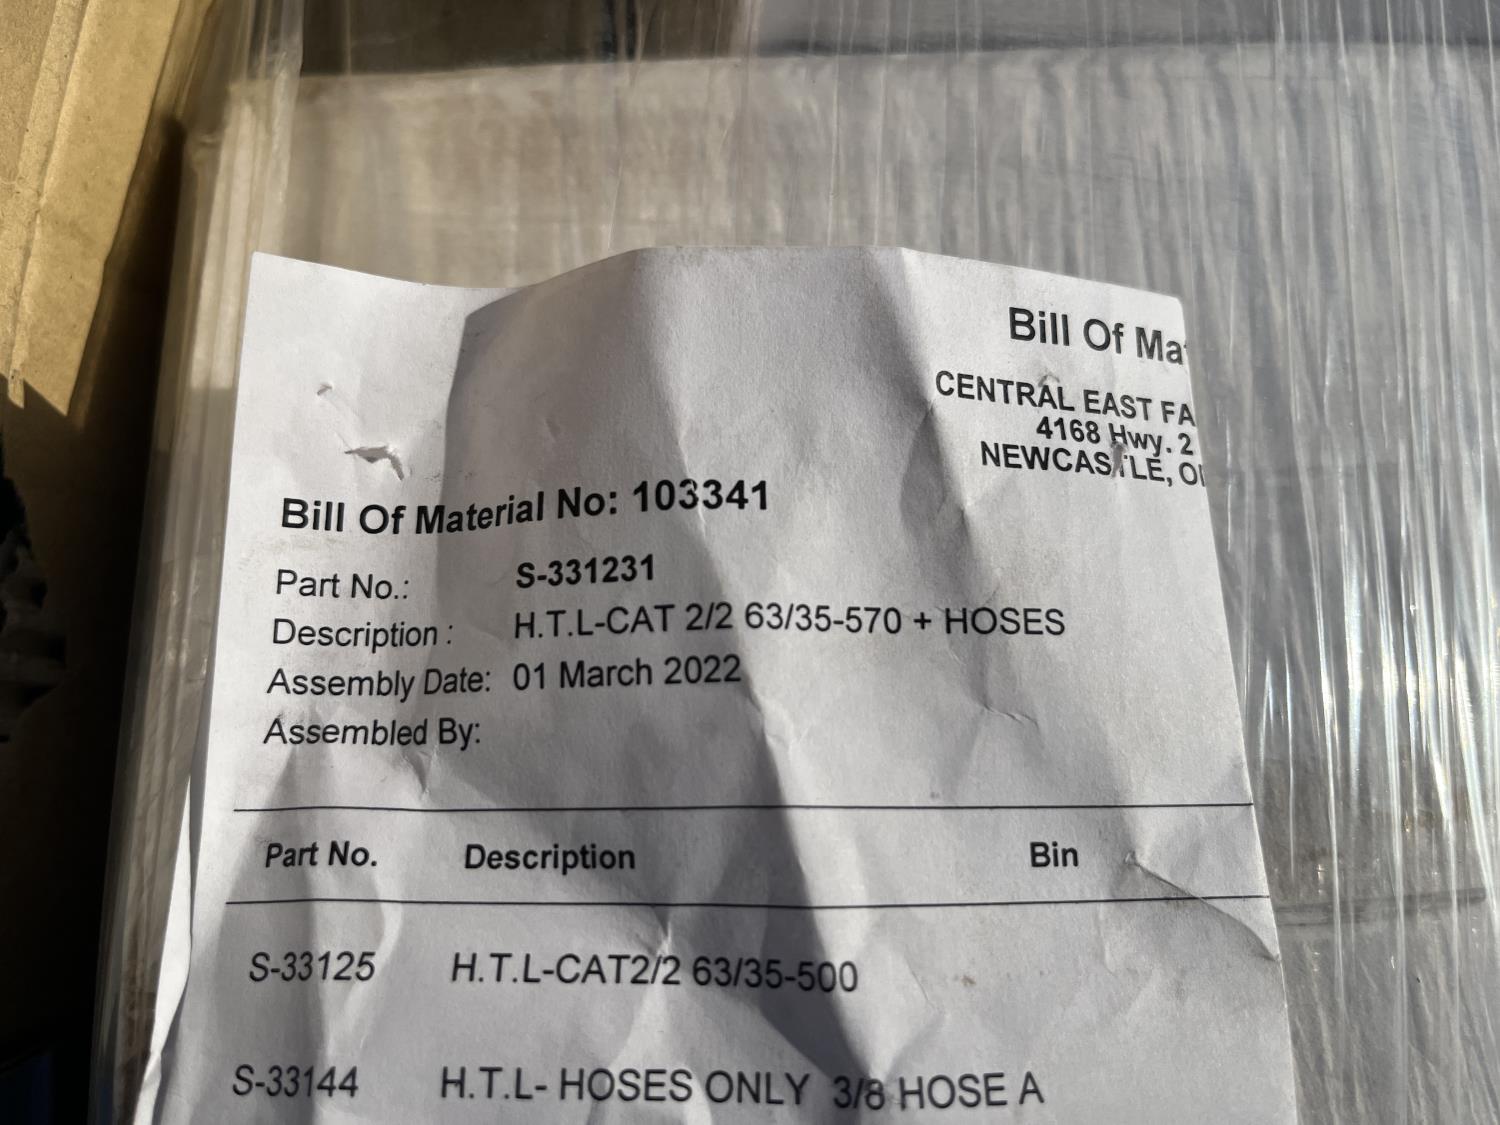 Bill Of Ma
CENTRAL EAST FA
4168 Hwy. 2
NEWCASTLE, O
Bill Of Material No: 103341
Part No.: S-331231
Description : H.T.L-CAT 2/2 63/35-570 + HOSES
Assembly Date: 01 March 2022
Assembled By:
Part No. Description Bin
S-33125 H.T.L-CAT2/2 63/35-500
S-33144 H.T.L- HOSES ONLY 3/8 HOSE A